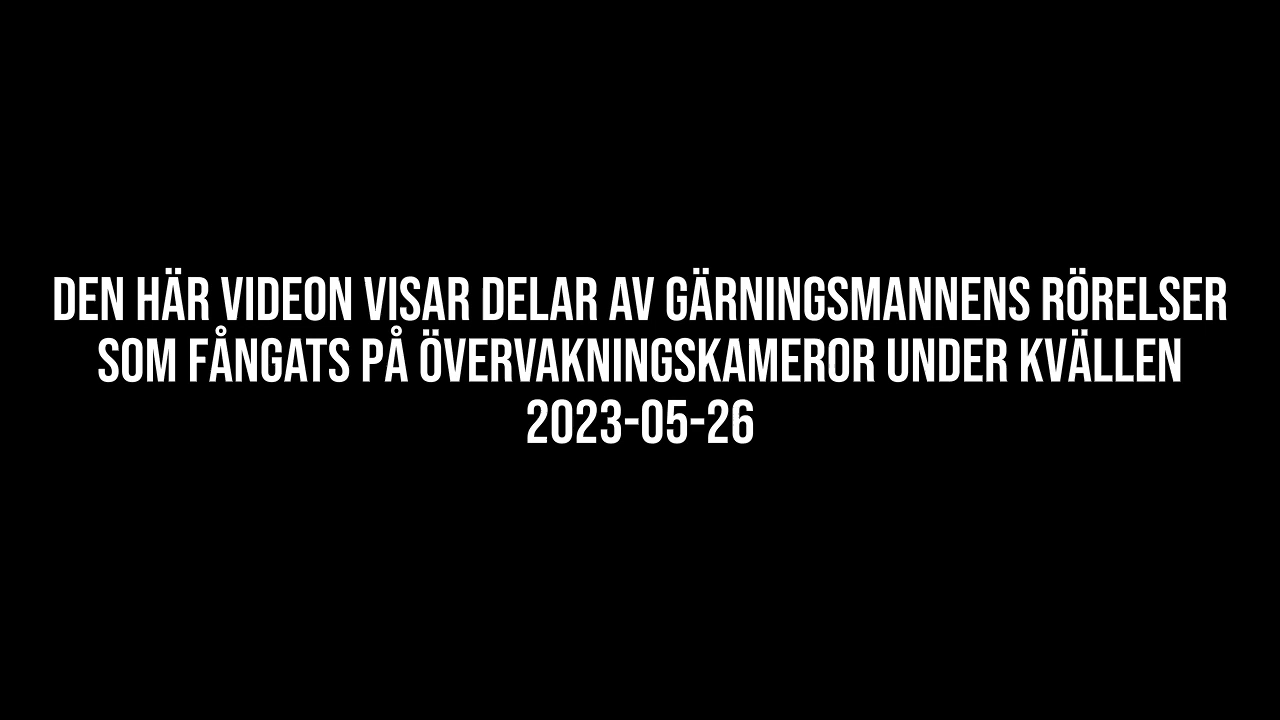 DEN HÄR VIDEON VISAR DELAR AV GÄRNINGSMANNENS RÖRELSER
SOM FÅNGATS PÅ ÖVERVAKNINGSKAMEROR UNDER KVÄLLEN
2023-05-26